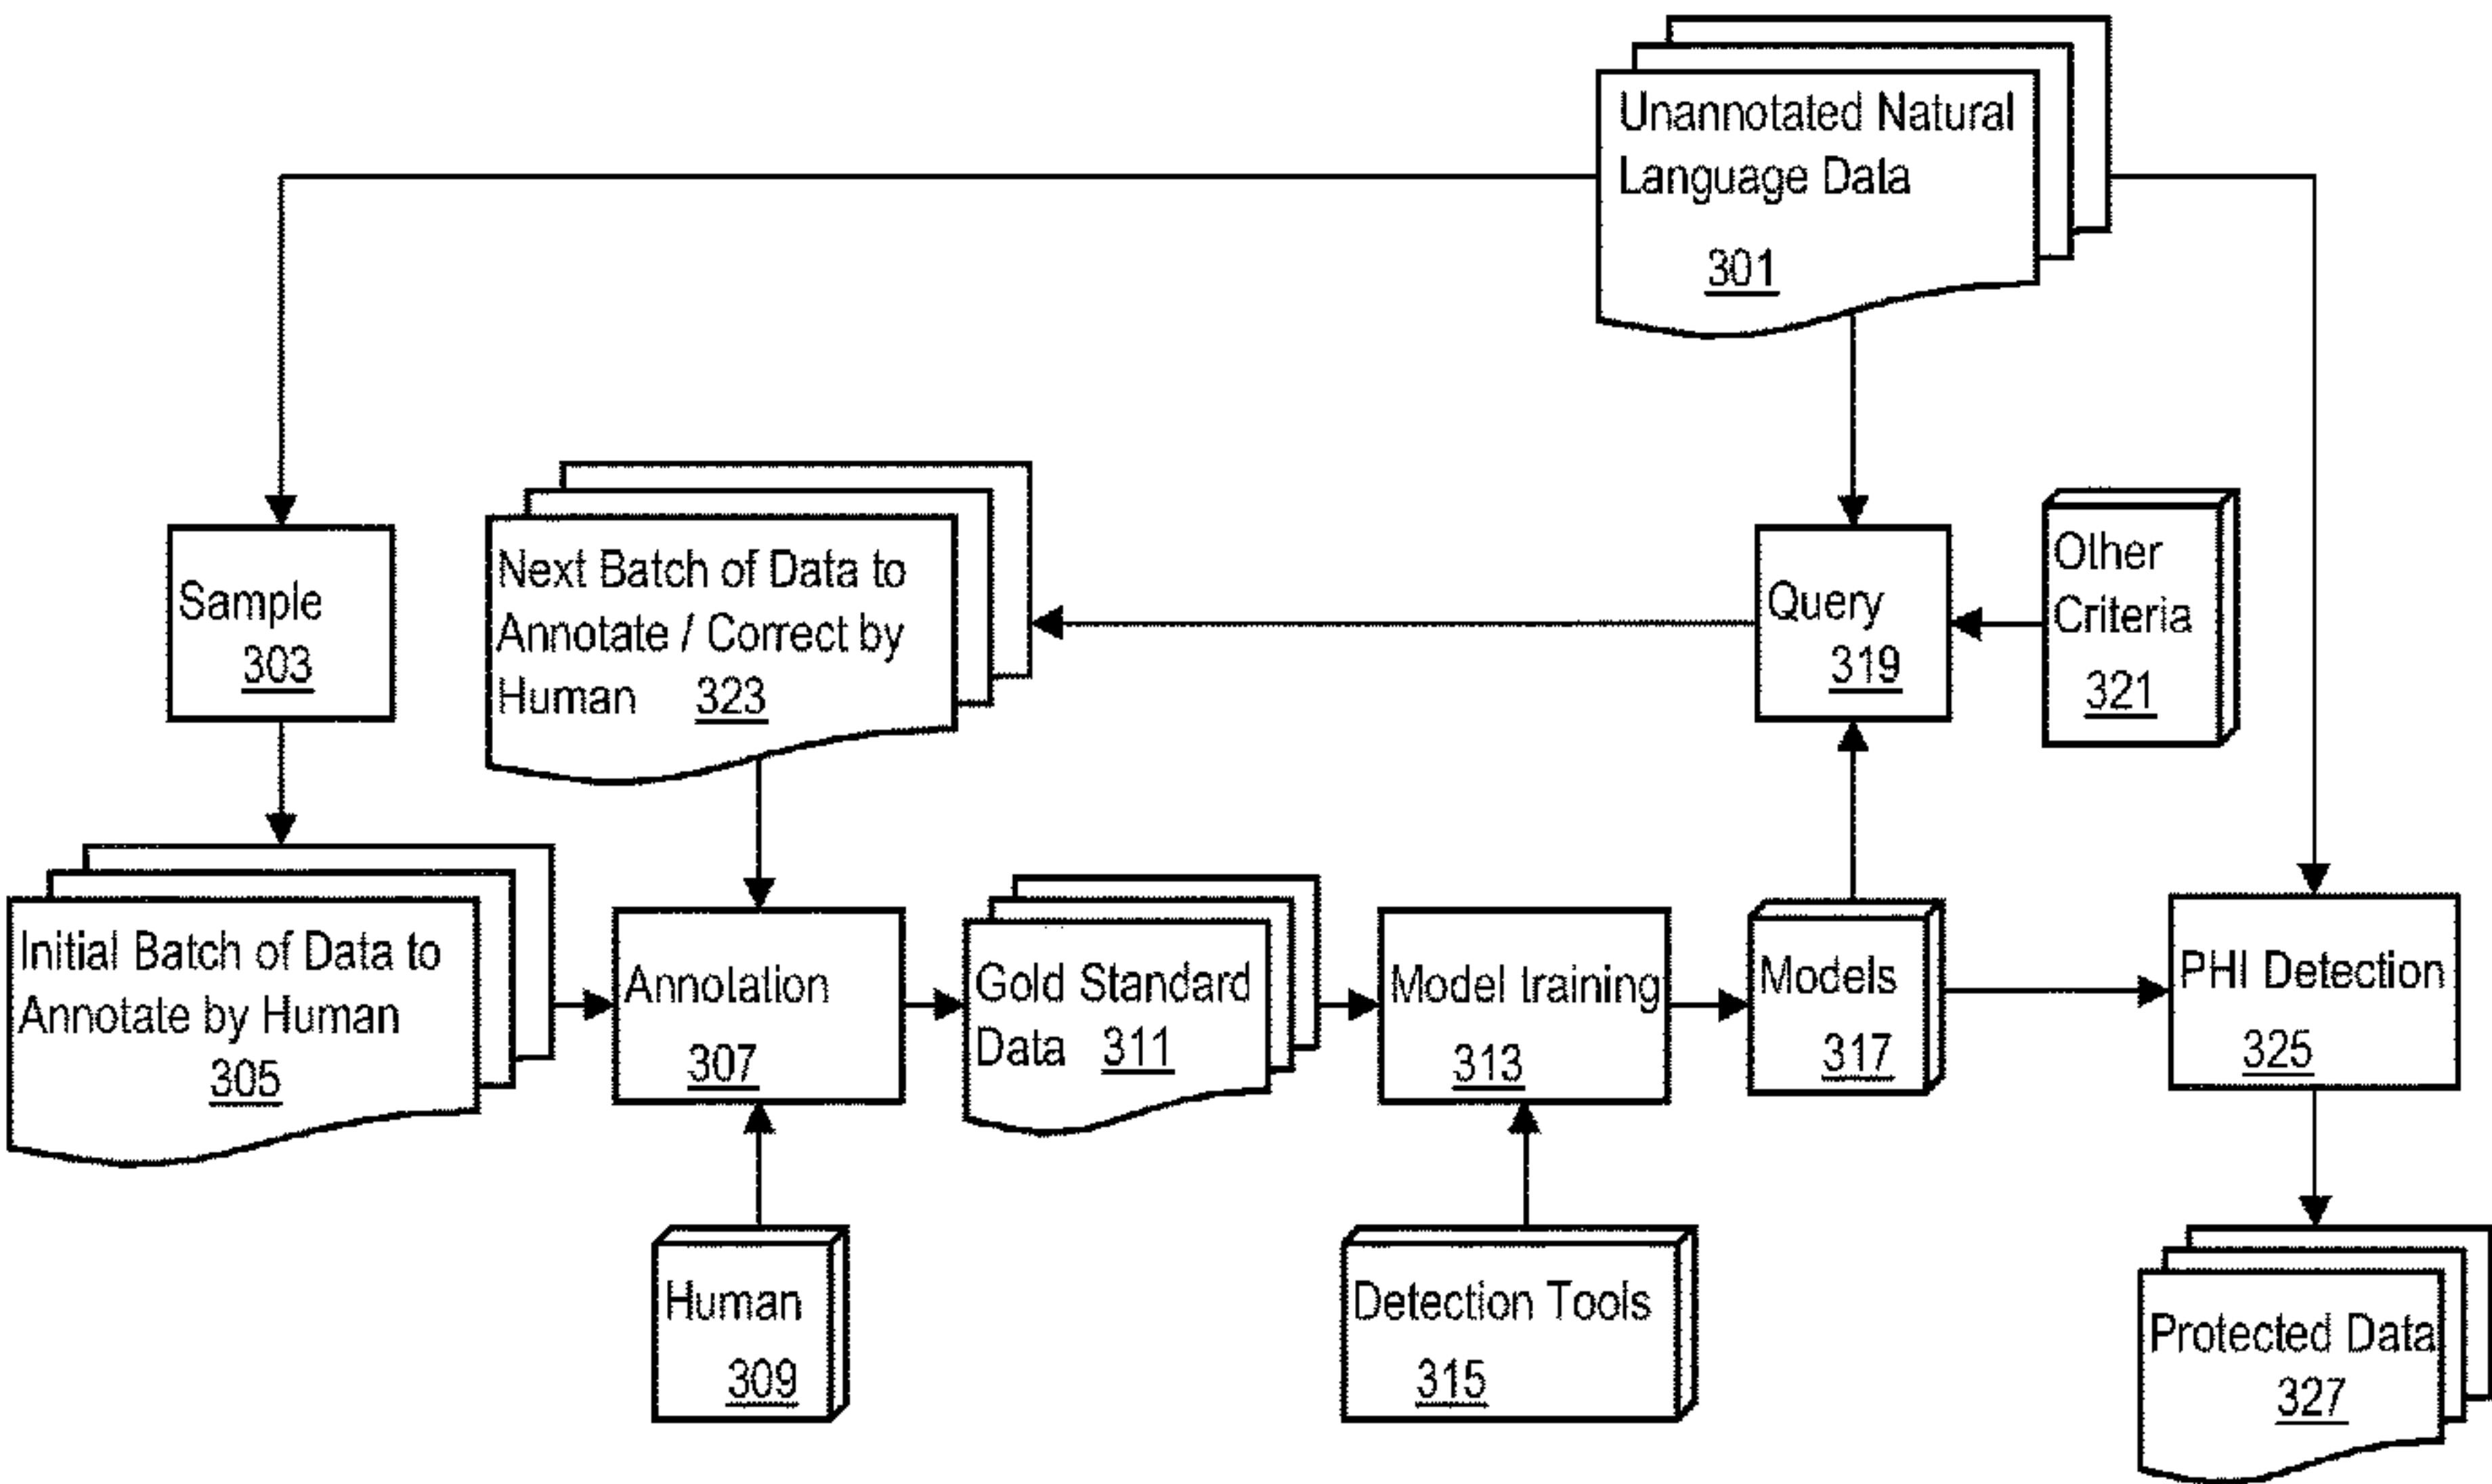 Unannotated Natural
Language Data
301
Sample
303
Next Batch of Data to
Annotate / Correct by
Human 323
Query
319
Other
Criteria
321
Initial Batch of Data to
Annotate by Human
305
Annotation
307
Gold Standard
Data 311
Model training
313
Models
317
PHI Detection
325
Human
309
Detection Tools
315
Protected Data
327